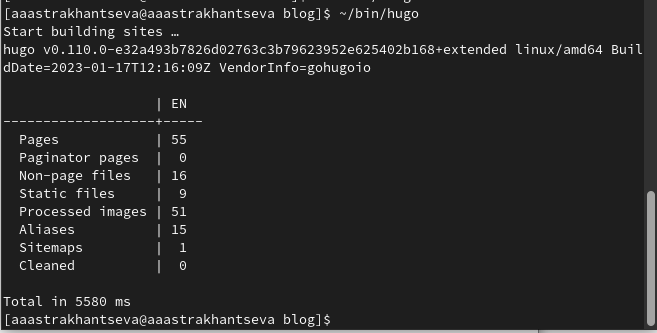 [aaastrakhantseva@aaastrakhantseva blog]$ ~/bin/hugo
Start building sites …
hugo v0.110.0-e32a493b7826d02763c3b79623952e625402b168+extended linux/amd64 Buil
dDate=2023-01-17T12:16:09Z VendorInfo=gohugoio

                   | EN
-------------------+-----
  Pages            | 55
  Paginator pages  |  0
  Non-page files   | 16
  Static files     |  9
  Processed images | 51
  Aliases          | 15
  Sitemaps         |  1
  Cleaned          |  0

Total in 5580 ms
[aaastrakhantseva@aaastrakhantseva blog]$